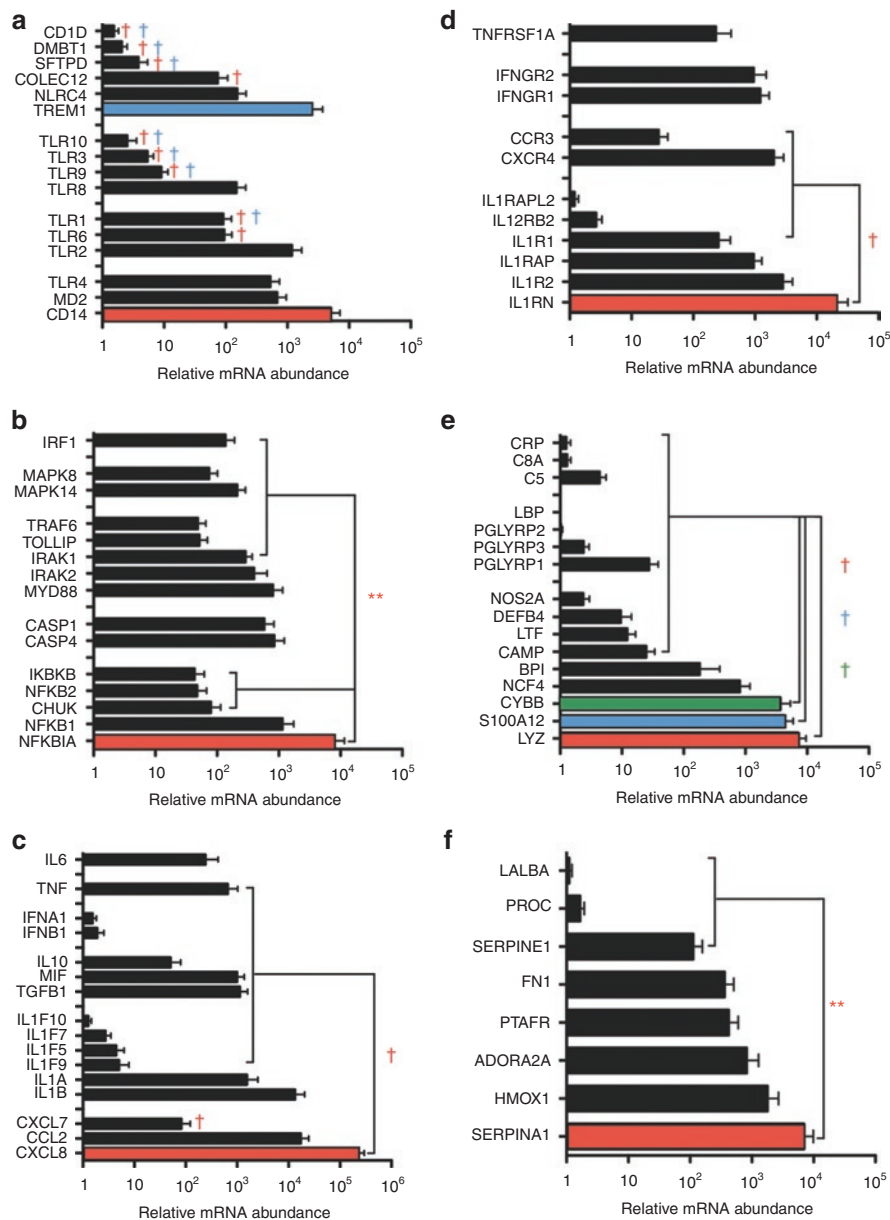 a
CD1D † †
DMBT1 † †
SFTPD † †
COLEC12 †
NLRC4
TREM1
TLR10 † †
TLR3 † †
TLR9 † †
TLR8
TLR1 † †
TLR6 †
TLR2
TLR4
MD2
CD14
1 10 10² 10³ 10⁴ 10⁵
Relative mRNA abundance
b
IRF1
MAPK8
MAPK14
TRAF6
TOLLIP
IRAK1
IRAK2
MYD88
**
CASP1
CASP4
IKBKB
NFKB2
CHUK
NFKB1
NFKBIA
1 10 10² 10³ 10⁴ 10⁵
Relative mRNA abundance
c
IL6
TNF
IFNA1
IFNB1
IL10
MIF
TGFB1
IL1F10
IL1F7
IL1F5
†
IL1F9
IL1A
IL1B
CXCL7 †
CCL2
CXCL8
1 10 10² 10³ 10⁴ 10⁵ 10⁶
Relative mRNA abundance
d
TNFRSF1A
IFNGR2
IFNGR1
CCR3
CXCR4
IL1RAPL2
IL12RB2
IL1R1 †
IL1RAP
IL1R2
IL1RN
1 10 10² 10³ 10⁴ 10⁵
Relative mRNA abundance
e
CRP
C8A
C5
LBP
PGLYRP2
PGLYRP3
PGLYRP1 †
NOS2A
DEFB4 †
LTF
CAMP
BPI †
NCF4
CYBB
S100A12
LYZ
1 10 10² 10³ 10⁴ 10⁵
Relative mRNA abundance
f
LALBA
PROC
SERPINE1
FN1
**
PTAFR
ADORA2A
HMOX1
SERPINA1
1 10 10² 10³ 10⁴ 10⁵
Relative mRNA abundance